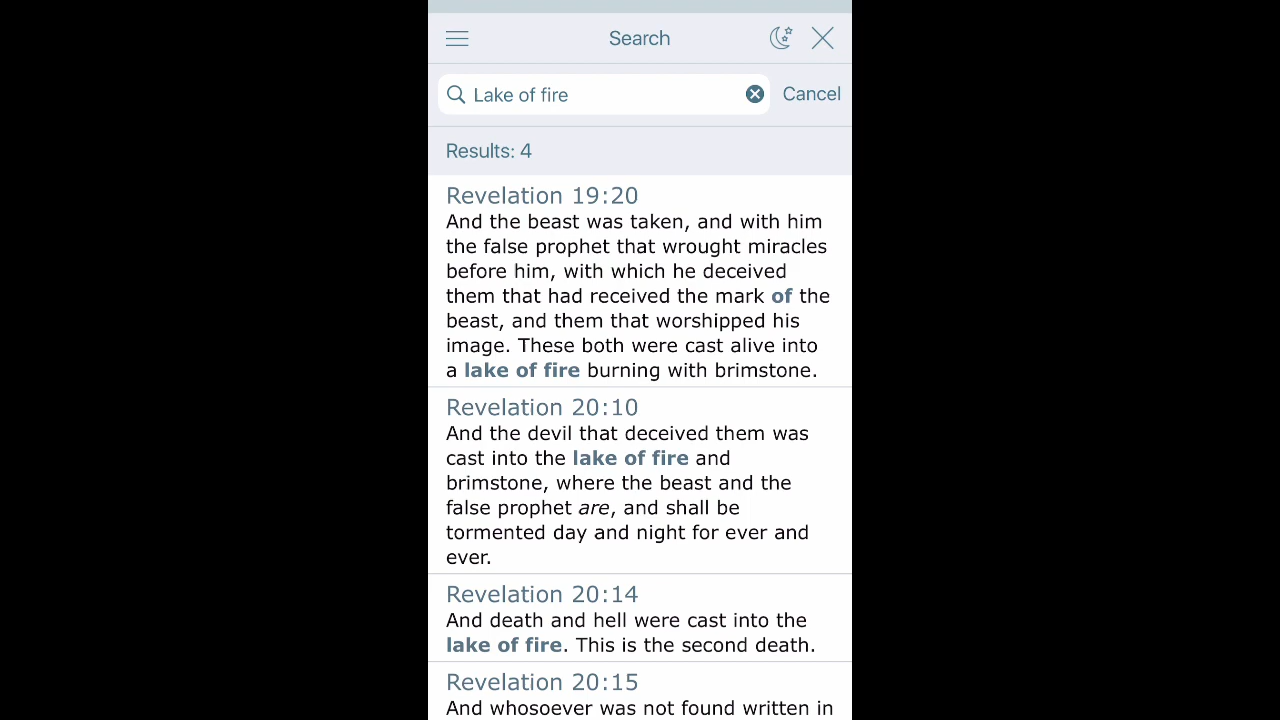 Search
Lake of fire
Cancel
Results: 4
Revelation 19:20
And the beast was taken, and with him
the false prophet that wrought miracles
before him, with which he deceived
them that had received the mark of the
beast, and them that worshipped his
image. These both were cast alive into
a lake of fire burning with brimstone.
Revelation 20:10
And the devil that deceived them was
cast into the lake of fire and
brimstone, where the beast and the
false prophet are, and shall be
tormented day and night for ever and
ever.
Revelation 20:14
And death and hell were cast into the
lake of fire. This is the second death.
Revelation 20:15
And whosoever was not found written in